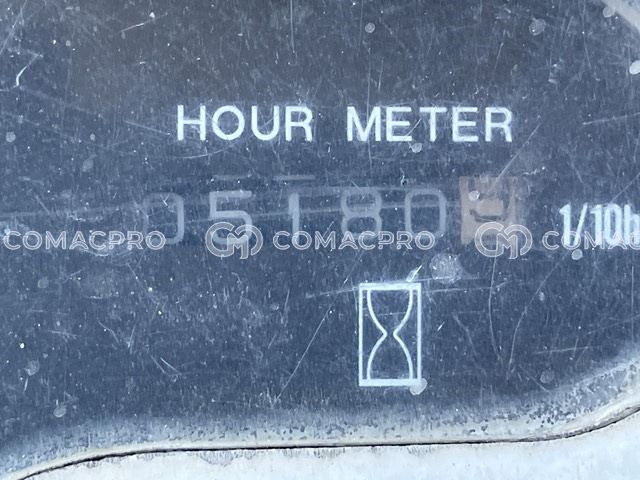 HOUR METER
05180
1/10h
COMACPRO COMACPRO